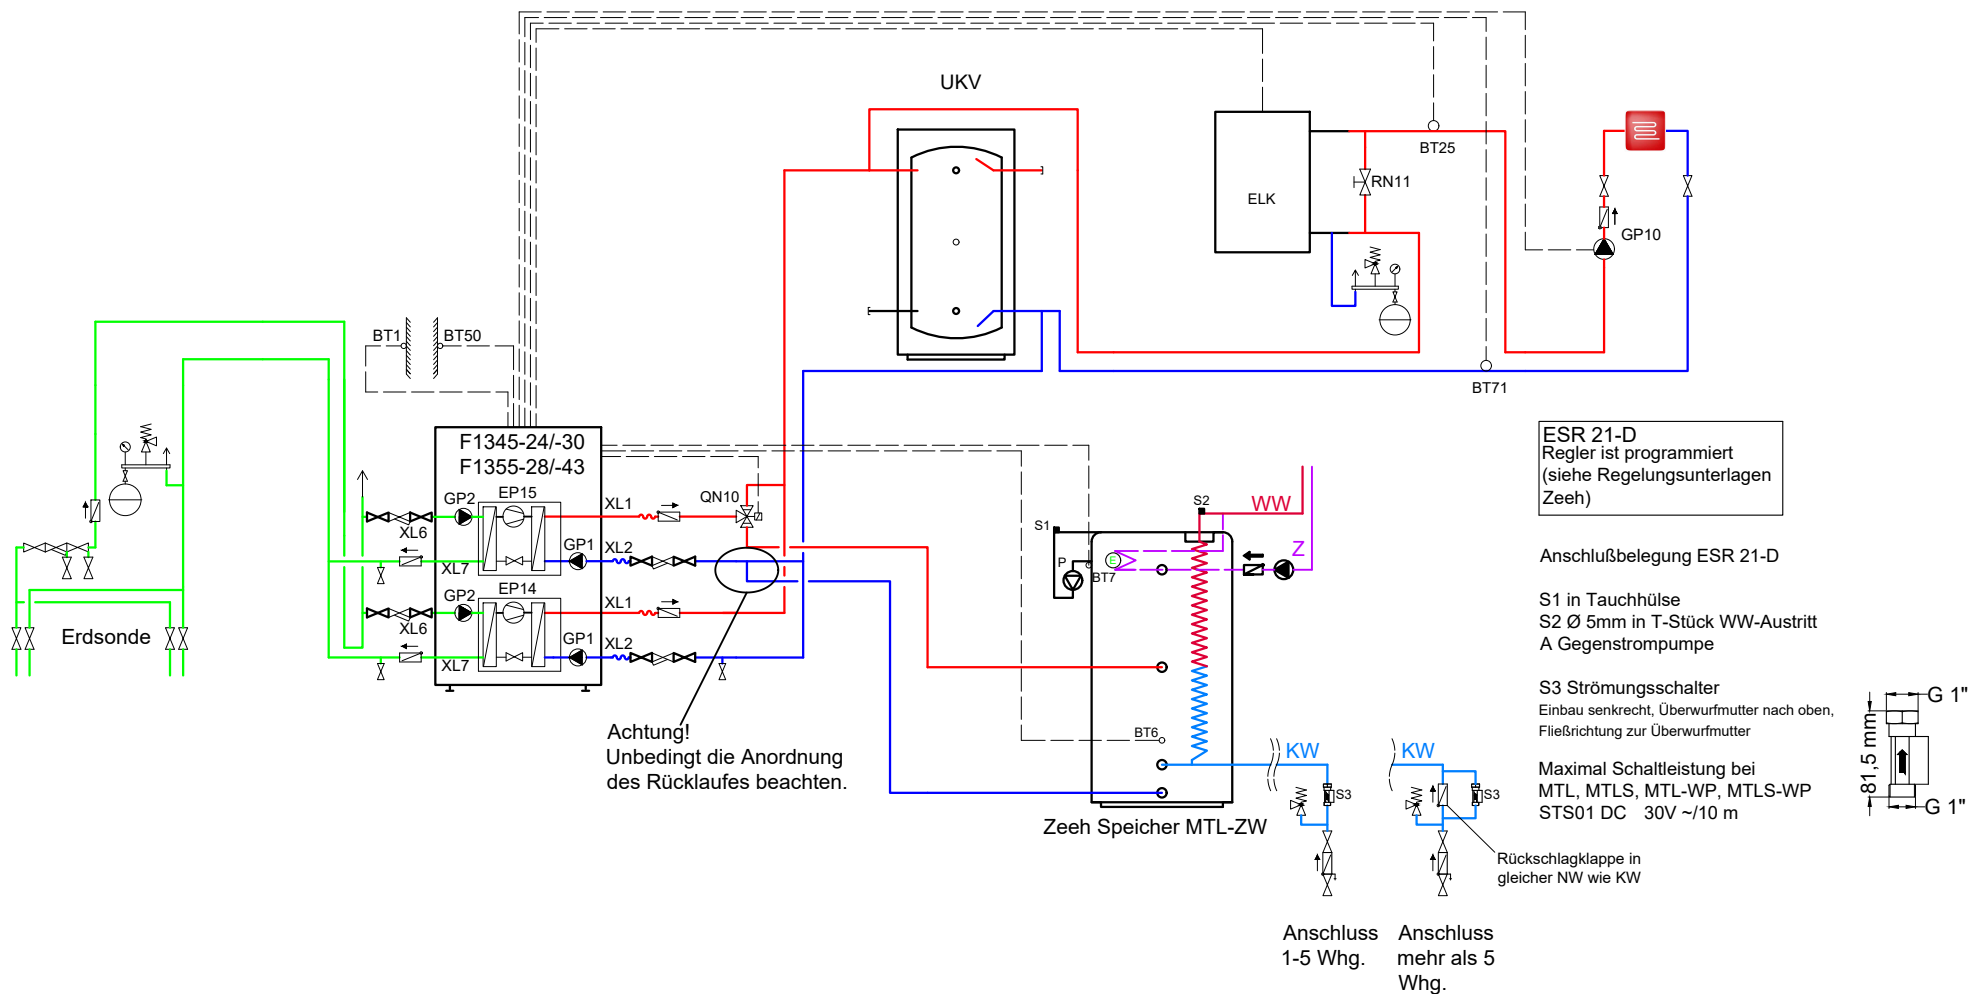 UKV
BT25
RN11
ELK
GP10
BT1
BT50
BT71
F1345-24/-30
F1355-28/-43
EP15
GP2
XL1
QN10
XL6
GP1
XL2
XL7
EP14
GP2
XL1
XL6
GP1
XL2
XL7
Erdsonde
S2
WW
S1
Z
P
E
BT7
BT6
KW
KW
S3
S3
Achtung!
Unbedingt die Anordnung
des Rücklaufes beachten.
Zeeh Speicher MTL-ZW
ESR 21-D
Regler ist programmiert
(siehe Regelungsunterlagen
Zeeh)
Anschlußbelegung ESR 21-D
S1 in Tauchhülse
S2 Ø 5mm in T-Stück WW-Austritt
A Gegenstrompumpe
S3 Strömungsschalter
Einbau senkrecht, Überwurfmutter nach oben,
Fließrichtung zur Überwurfmutter
Maximal Schaltleistung bei
MTL, MTLS, MTL-WP, MTLS-WP
STS01 DC 30V ~/10 m
G 1"
81,5 mm
G 1"
Rückschlagklappe in
gleicher NW wie KW
Anschluss
1-5 Whg.
Anschluss
mehr als 5
Whg.